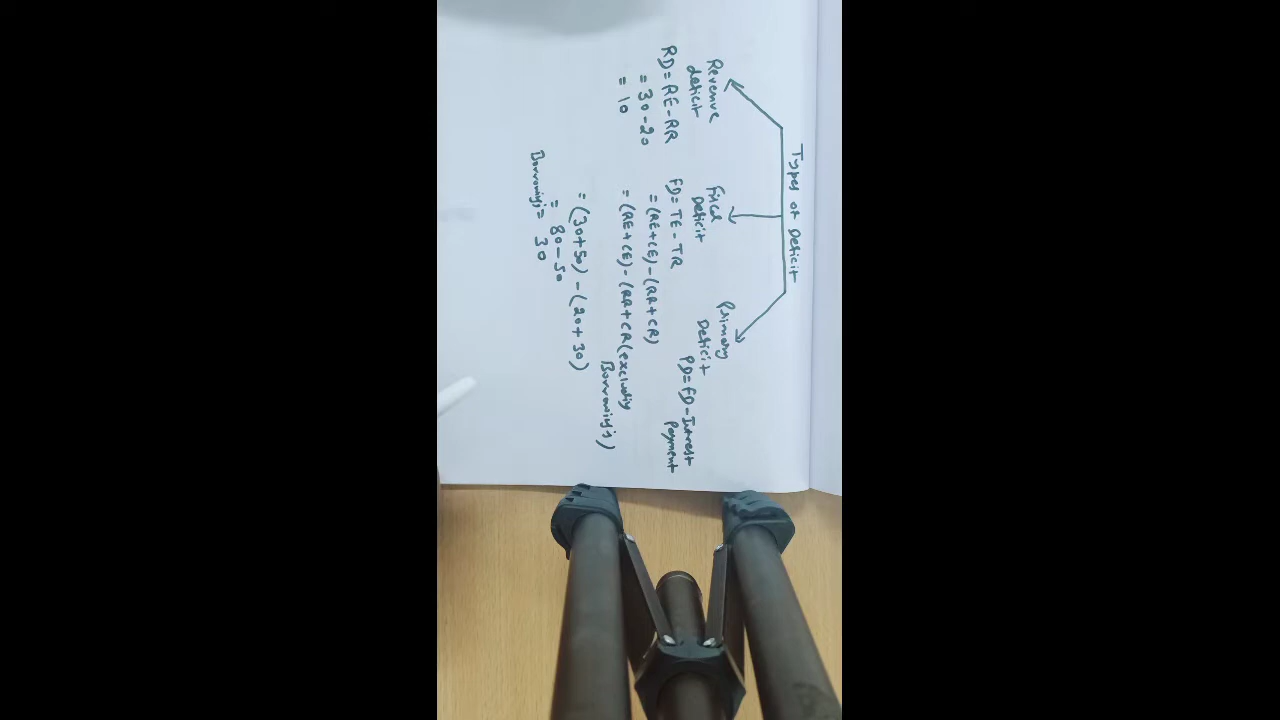 Types of Deficit
Revenue
deficit
RD = RE - RR
= 30 - 20
= 10
Fiscal
Deficit
FD = TE - TR
= (RE+CE) - (RR+CR)
= (RE+CE) - (RR+CR (excluding
Borrowings)
= (30+50) - (20+30)
= 80 - 50
Borrowings = 30
Primary
Deficit
PD = FD - Interest
Payment